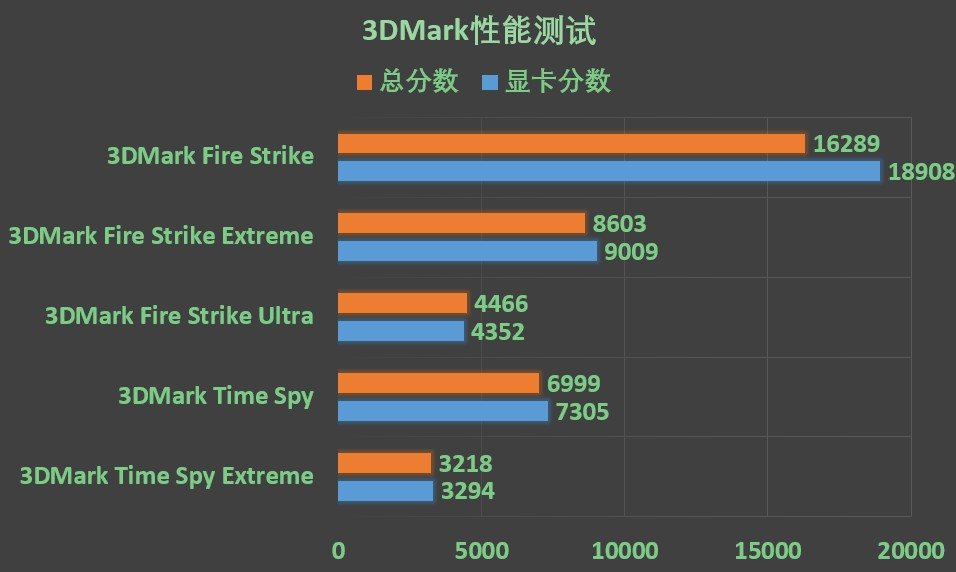 3DMark性能测试
总分数 显卡分数
3DMark Fire Strike
16289
18908
3DMark Fire Strike Extreme
8603
9009
3DMark Fire Strike Ultra
4466
4352
3DMark Time Spy
6999
7305
3DMark Time Spy Extreme
3218
3294
0 5000 10000 15000 20000